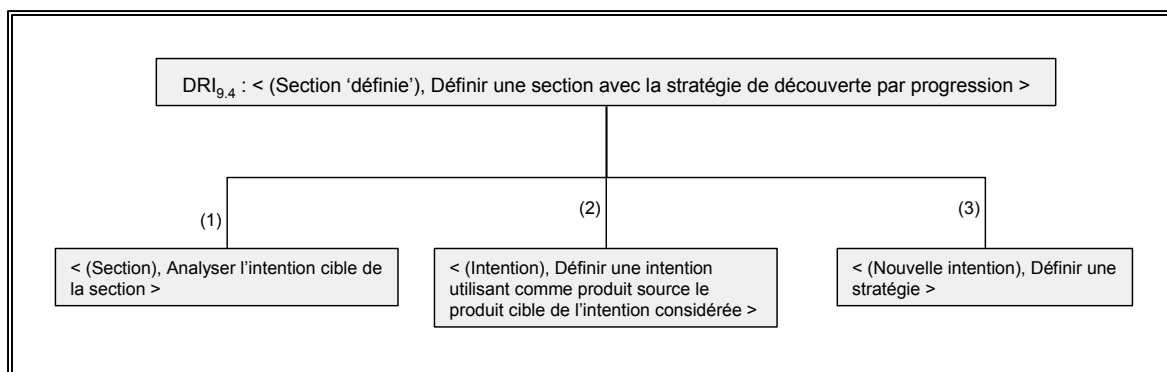 DRI9.4 : < (Section ‘définie’), Définir une section avec la stratégie de découverte par progression >
(1)
(2)
(3)
< (Section), Analyser l’intention cible de
la section >
< (Intention), Définir une intention
utilisant comme produit source le
produit cible de l’intention considérée >
< (Nouvelle intention), Définir une
stratégie >